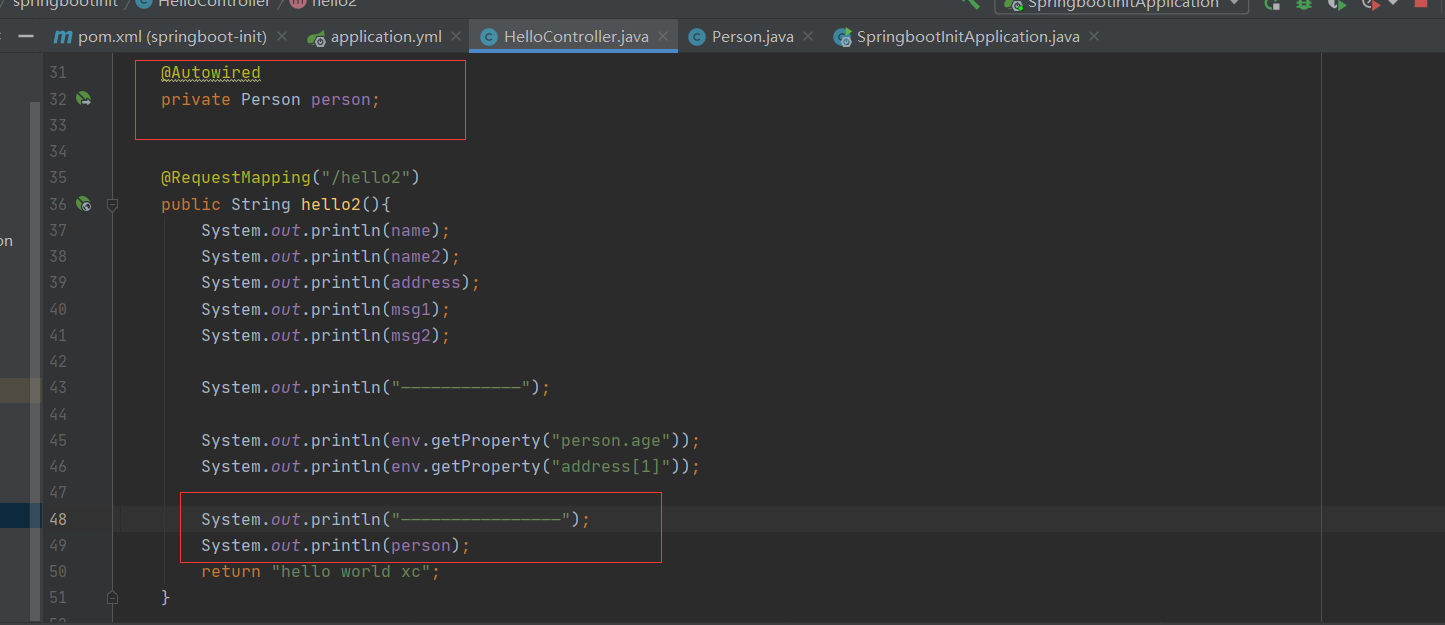 springbootinit HelloController hello2 SpringbootInitApplication
pom.xml (springboot-init) application.yml HelloController.java Person.java SpringbootInitApplication.java
31 @Autowired
32 private Person person;
33
34
35 @RequestMapping("/hello2")
36 public String hello2(){
37 System.out.println(name);
38 System.out.println(name2);
39 System.out.println(address);
40 System.out.println(msg1);
41 System.out.println(msg2);
42
43 System.out.println("------------");
44
45 System.out.println(env.getProperty("person.age"));
46 System.out.println(env.getProperty("address[1]"));
47
48 System.out.println("----------------");
49 System.out.println(person);
50 return "hello world xc";
51 }
on